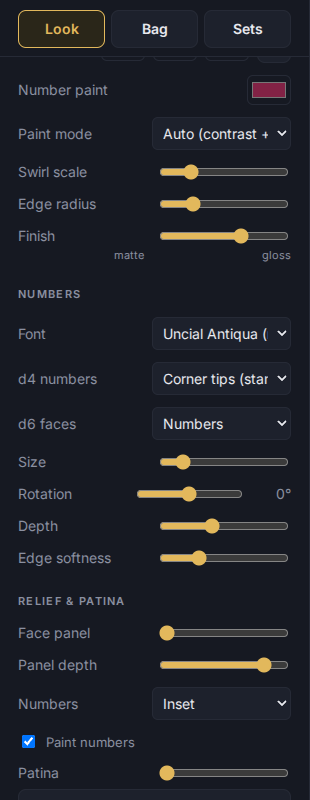 Look
Bag
Sets
Number paint
Paint mode
Auto (contrast +
Swirl scale
Edge radius
Finish
matte
gloss
NUMBERS
Font
Uncial Antiqua (
d4 numbers
Corner tips (star
d6 faces
Numbers
Size
Rotation
0°
Depth
Edge softness
RELIEF & PATINA
Face panel
Panel depth
Numbers
Inset
Paint numbers
Patina